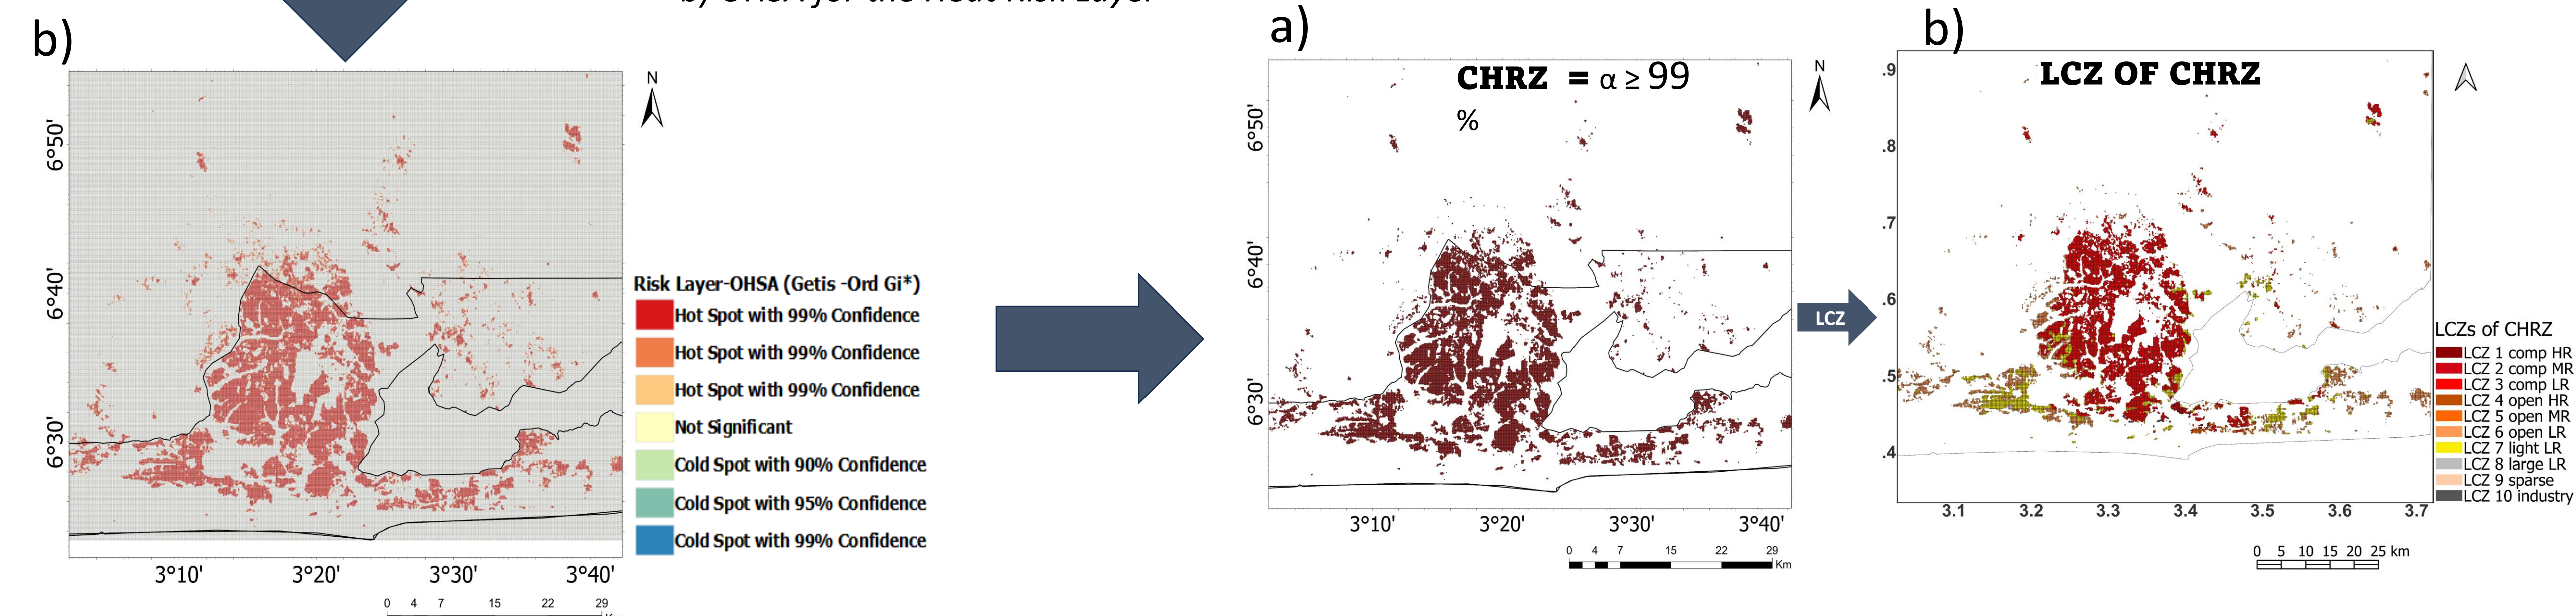 b) OHSA for the Heat Risk Layer
b)
N
6°50'
6°40'
6°30'
3°10' 3°20' 3°30' 3°40'
0 4 7 15 22 29
Risk Layer-OHSA (Getis -Ord Gi*)
Hot Spot with 99% Confidence
Hot Spot with 99% Confidence
Hot Spot with 99% Confidence
Not Significant
Cold Spot with 90% Confidence
Cold Spot with 95% Confidence
Cold Spot with 99% Confidence
a)
CHRZ = α ≥ 99
%
N
6°50'
6°40'
6°30'
3°10' 3°20' 3°30' 3°40'
0 4 7 15 22 29
Km
LCZ
b)
LCZ OF CHRZ
.9
.8
.7
.6
.5
.4
3.1 3.2 3.3 3.4 3.5 3.6 3.7
LCZs of CHRZ
LCZ 1 comp HR
LCZ 2 comp MR
LCZ 3 comp LR
LCZ 4 open HR
LCZ 5 open MR
LCZ 6 open LR
LCZ 7 light LR
LCZ 8 large LR
LCZ 9 sparse
LCZ 10 industry
0 5 10 15 20 25 km